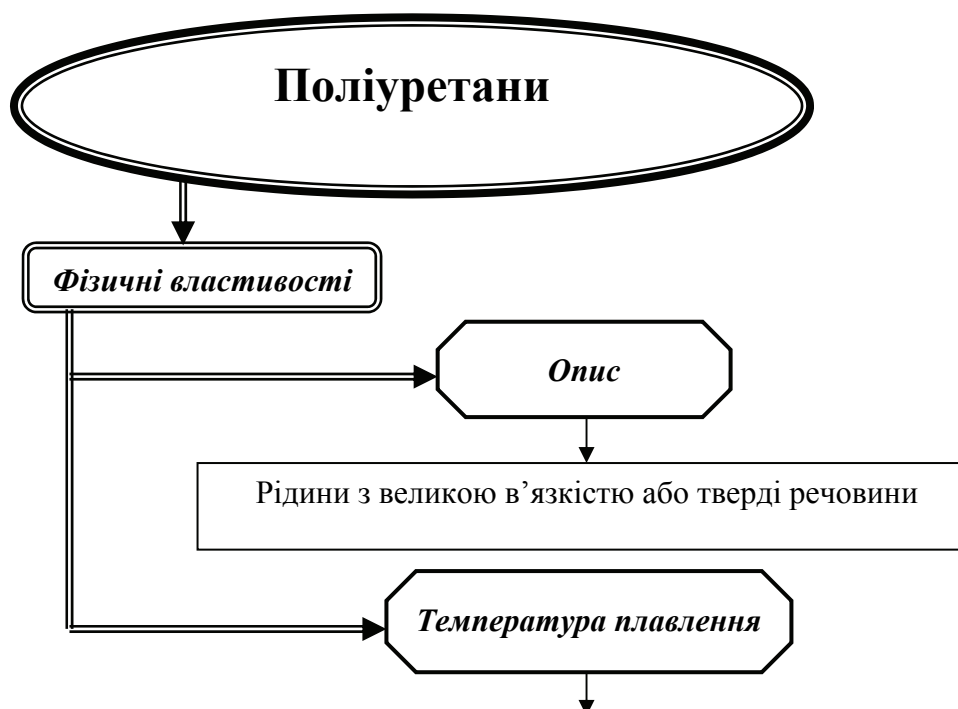 Поліуретани
Фізичні властивості
Опис
Рідини з великою в’язкістю або тверді речовини
Температура плавлення